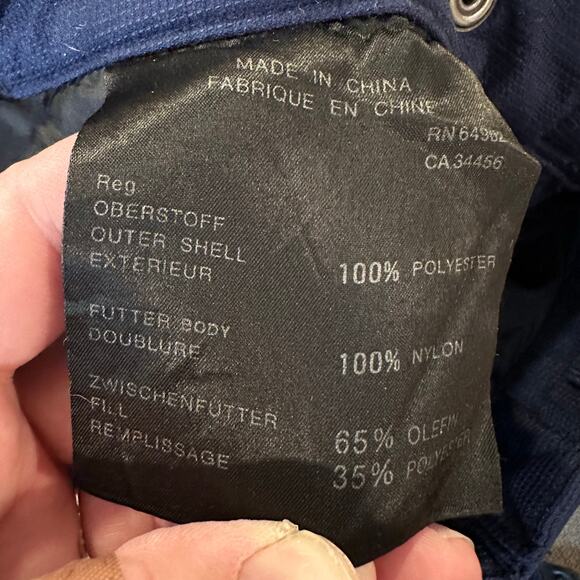 MADE IN CHINA
FABRIQUE EN CHINE
CA 34456
Reg
OBERSTOFF
OUTER SHELL
EXTERIEUR
100% POLYESTER
FUTTER BODY
DOUBLURE
100% NYLON
ZWISCHENFUTTER
FILL
REMPLISSAGE
65% OLEFIN
35% POLYESTER